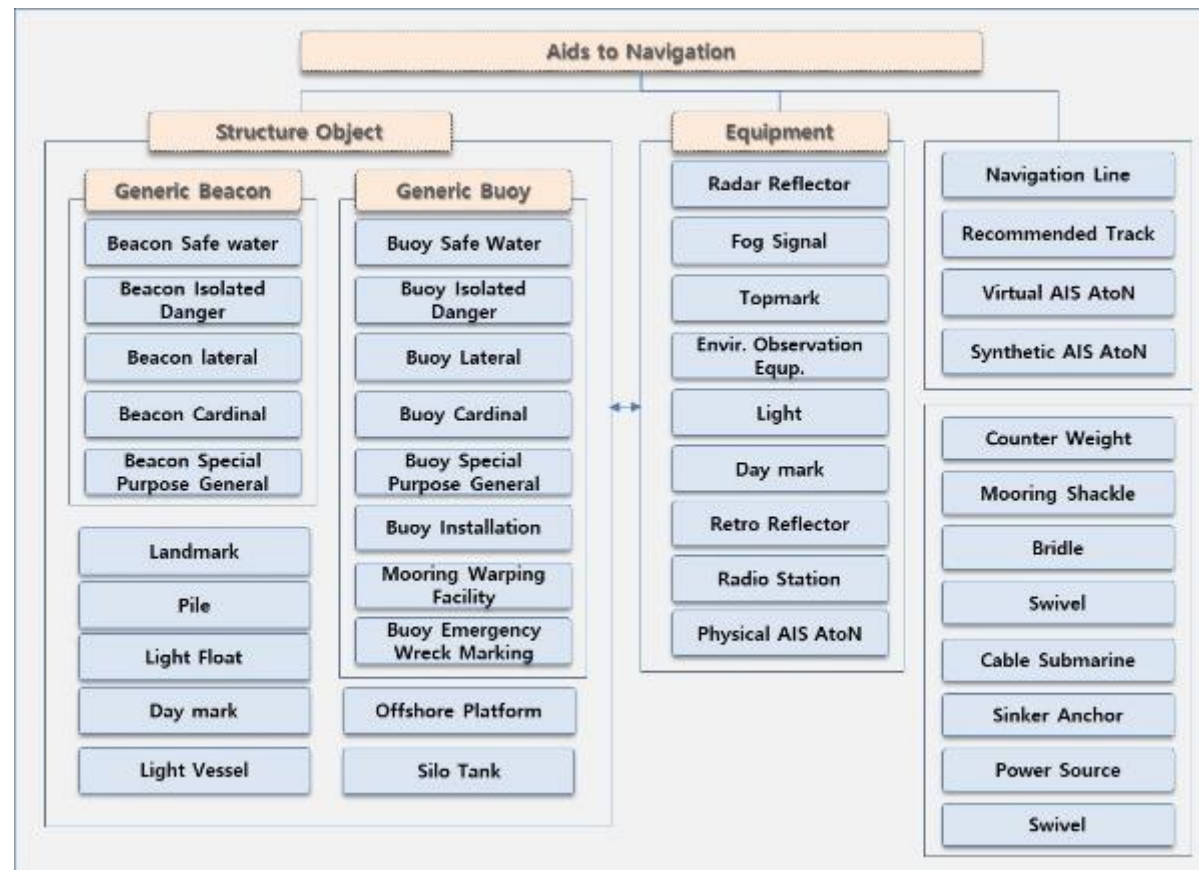 Aids to Navigation
Structure Object
Generic Beacon
Beacon Safe water
Beacon Isolated
Danger
Beacon lateral
Beacon Cardinal
Beacon Special
Purpose General
Landmark
Pile
Light Float
Day mark
Light Vessel
Generic Buoy
Buoy Safe Water
Buoy Isolated
Danger
Buoy Lateral
Buoy Cardinal
Buoy Special
Purpose General
Buoy Installation
Mooring Warping
Facility
Buoy Emergency
Wreck Marking
Offshore Platform
Silo Tank
Equipment
Radar Reflector
Fog Signal
Topmark
Envir. Observation
Equp.
Light
Day mark
Retro Reflector
Radio Station
Physical AIS AtoN
Navigation Line
Recommended Track
Virtual AIS AtoN
Synthetic AIS AtoN
Counter Weight
Mooring Shackle
Bridle
Swivel
Cable Submarine
Sinker Anchor
Power Source
Swivel